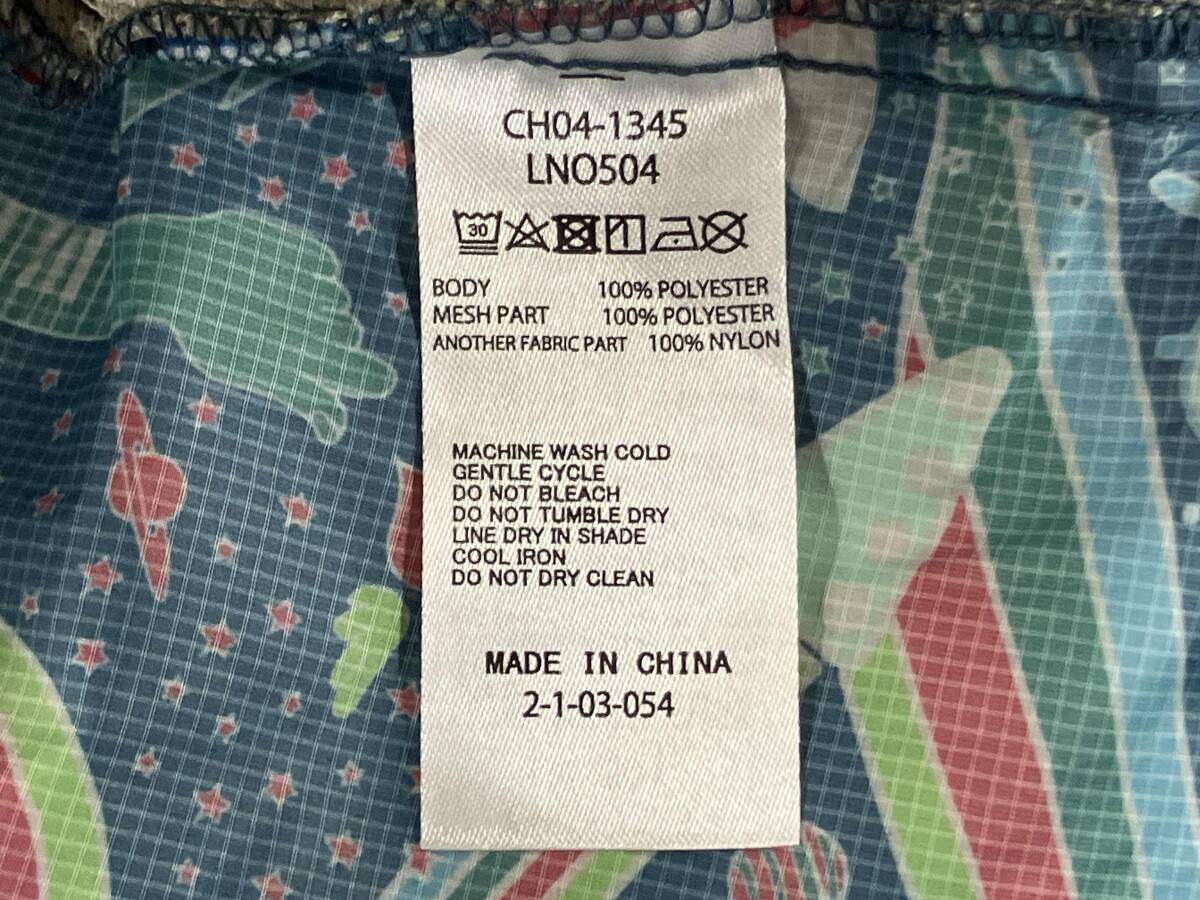 CH04-1345
LNO504
30
BODY 100% POLYESTER
MESH PART 100% POLYESTER
ANOTHER FABRIC PART 100% NYLON
MACHINE WASH COLD
GENTLE CYCLE
DO NOT BLEACH
DO NOT TUMBLE DRY
LINE DRY IN SHADE
COOL IRON
DO NOT DRY CLEAN
MADE IN CHINA
2-1-03-054